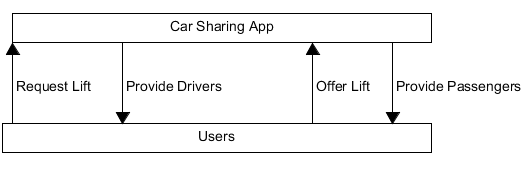 Car Sharing App
Request Lift
Provide Drivers
Offer Lift
Provide Passengers
Users